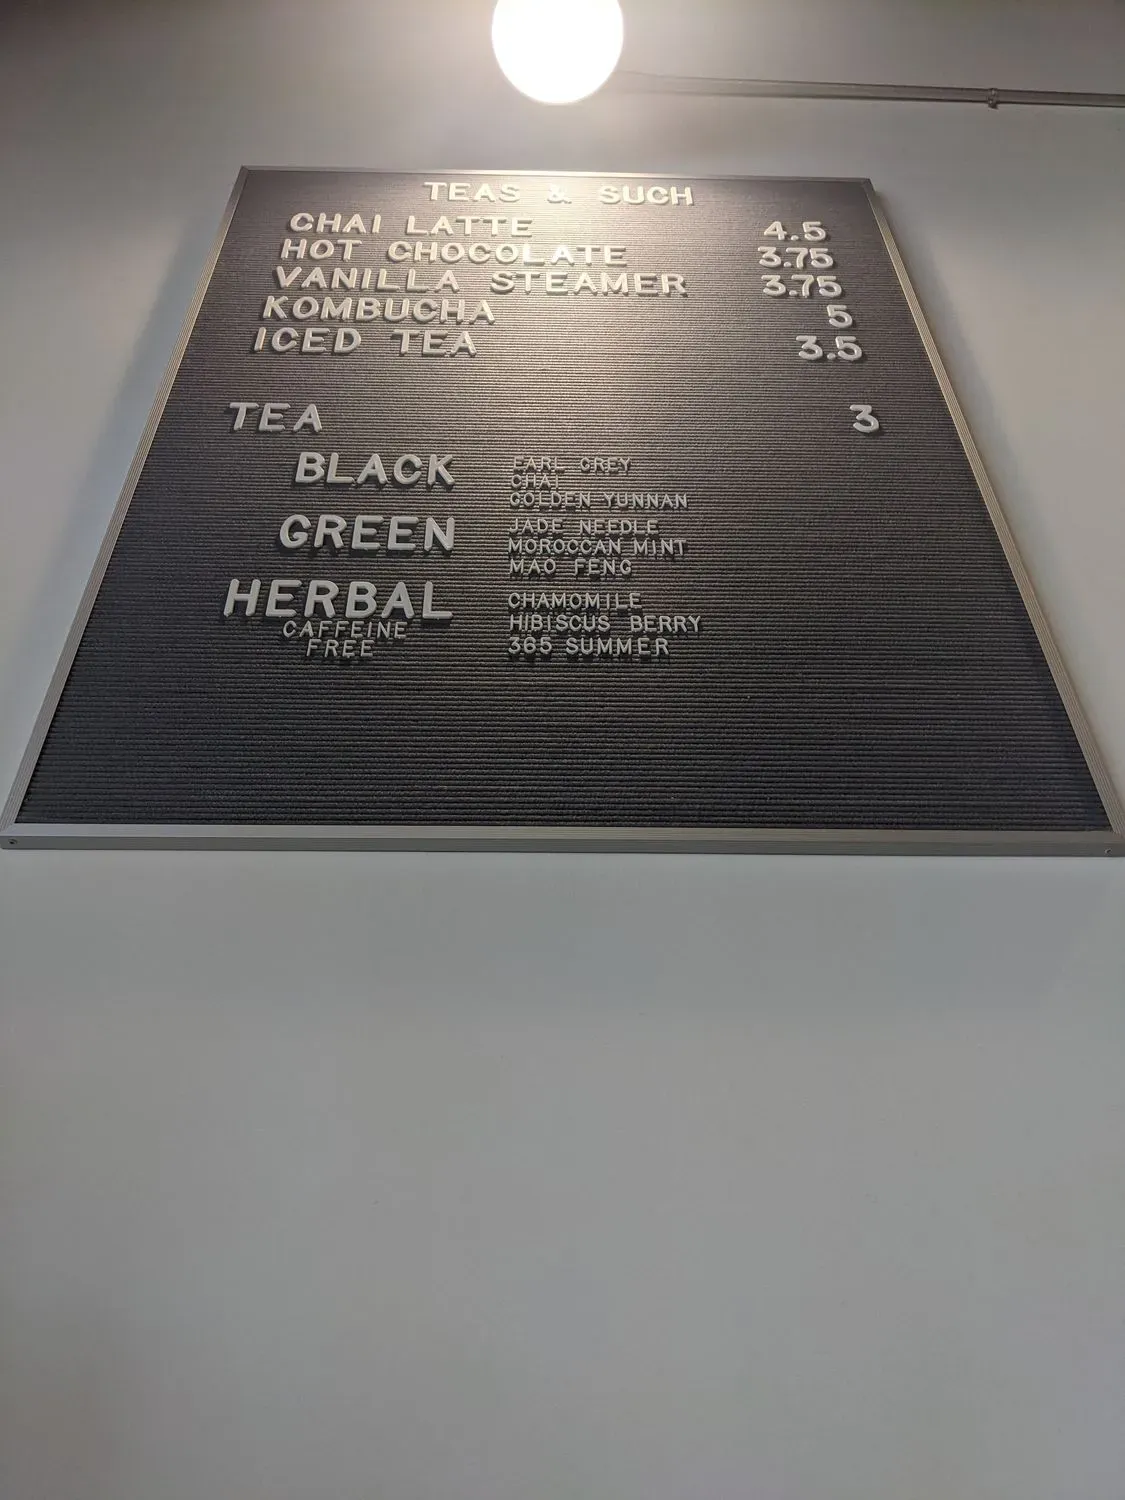 TEAS & SUCH
CHAI LATTE 4.5
HOT CHOCOLATE 3.75
VANILLA STEAMER 3.75
KOMBUCHA 5
ICED TEA 3.5
TEA 3
BLACK
EARL GREY
CHAI
GOLDEN YUNNAN
GREEN
JADE NEEDLE
MOROCCAN MINT
MAO FENG
HERBAL
CAFFEINE
FREE
CHAMOMILE
HIBISCUS BERRY
365 SUMMER